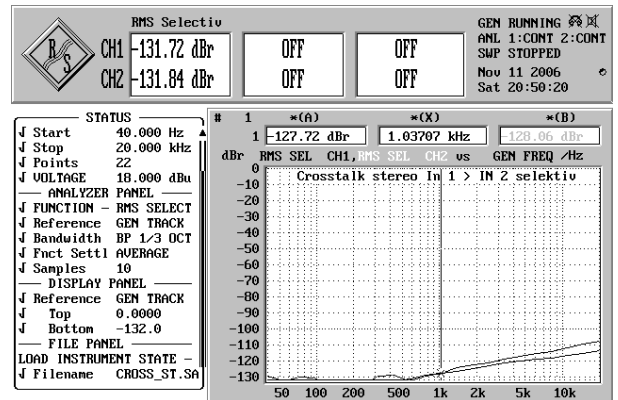 RMS Selectiv
R
S
CH1 -131.72 dBr OFF OFF
CH2 -131.84 dBr OFF OFF
GEN RUNNING
ANL 1:CONT 2:CONT
SWP STOPPED
Nov 11 2006
Sat 20:50:20
STATUS
Start 40.000 Hz
Stop 20.000 kHz
Points 22
VOLTAGE 18.000 dBu
ANALYZER PANEL
FUNCTION - RMS SELECT
Reference GEN TRACK
Bandwidth BP 1/3 OCT
Fnct Settl AVERAGE
Samples 10
DISPLAY PANEL
Reference GEN TRACK
Top 0.0000
Bottom -132.0
FILE PANEL
LOAD INSTRUMENT STATE -
Filename CROSS_ST.SA
# 1 *(A) *(X) *(B)
1 -127.72 dBr 1.03707 kHz -128.06 dBr
dBr RMS SEL CH1, RMS SEL CH2 vs GEN FREQ /Hz
Crosstalk stereo In 1 > IN 2 selektiv
0
-10
-20
-30
-40
-50
-60
-70
-80
-90
-100
-110
-120
-130
50 100 200 500 1k 2k 5k 10k